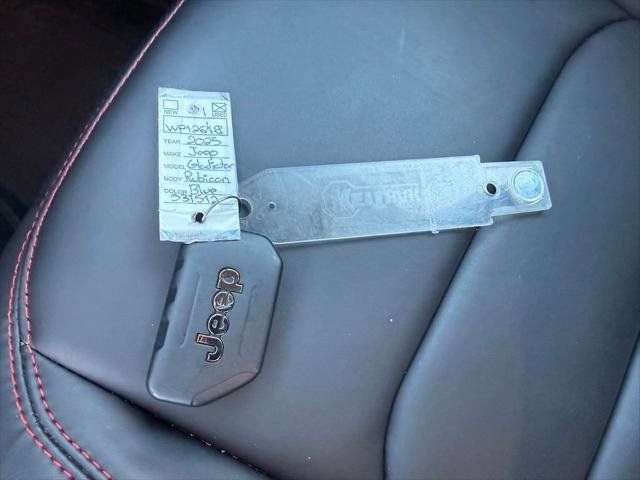 NEW USED
WP12618
YEAR 2025
MAKE Jeep
MODEL Gladiator
BODY Rubicon
COLOR Blue
Jeep